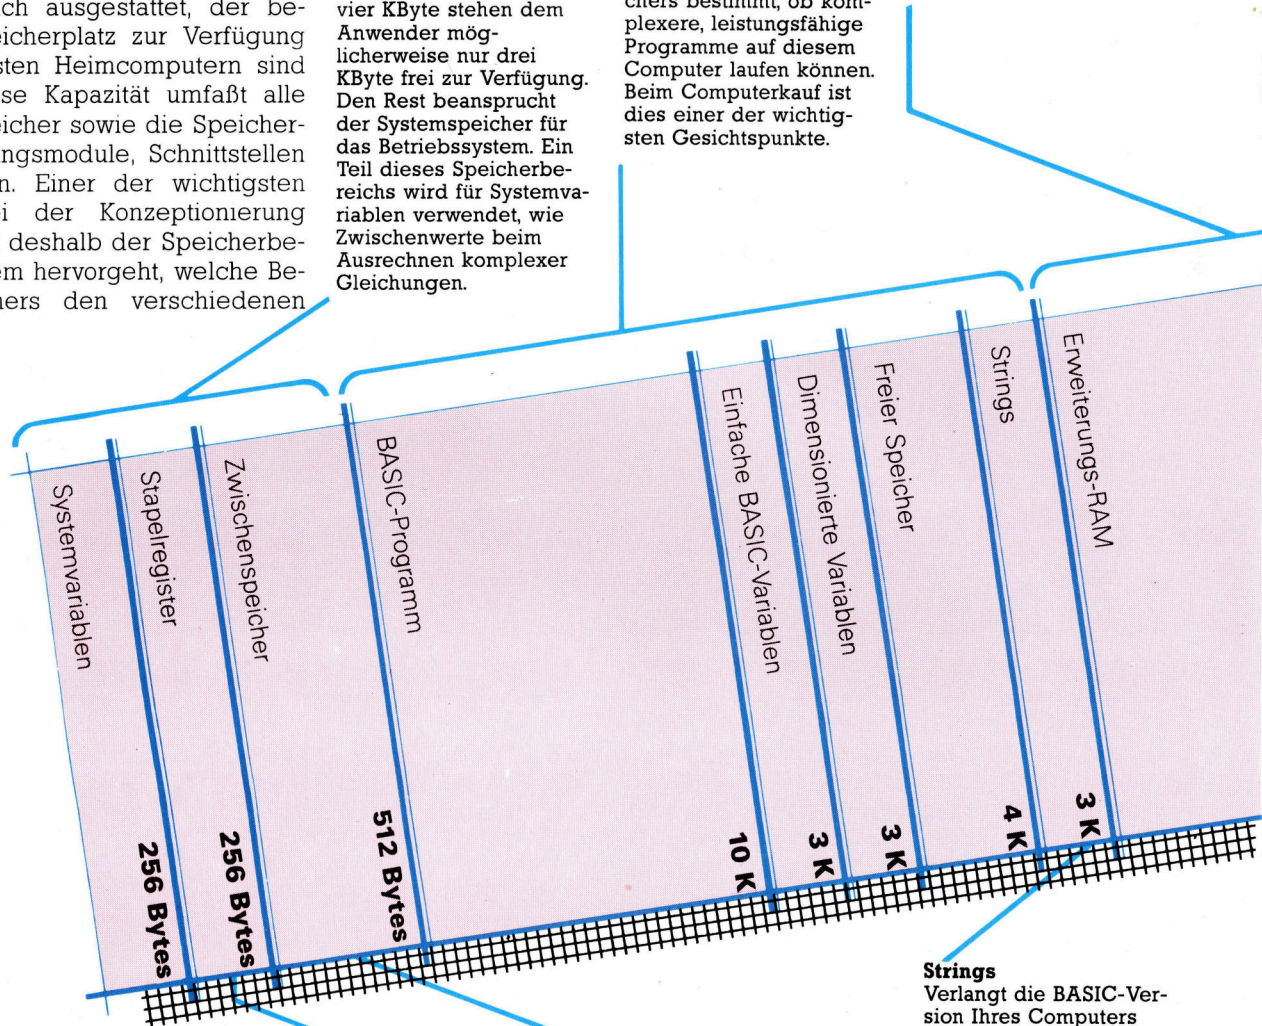 ch ausgestattet, der be-
eicherplatz zur Verfügung
sten Heimcomputern sind
se Kapazität umfaßt alle
eicher sowie die Speicher-
ngsmodule, Schnittstellen
n. Einer der wichtigsten
i der Konzeptionierung
deshalb der Speicherbe-
em hervorgeht, welche Be-
ners den verschiedenen
vier KByte stehen dem
Anwender mög-
licherweise nur drei
KByte frei zur Verfügung.
Den Rest beansprucht
der Systemspeicher für
das Betriebssystem. Ein
Teil dieses Speicherbe-
reichs wird für Systemva-
riablen verwendet, wie
Zwischenwerte beim
Ausrechnen komplexer
Gleichungen.
chers bestimmt, ob kom-
plexere, leistungsfähige
Programme auf diesem
Computer laufen können.
Beim Computerkauf ist
dies einer der wichtig-
sten Gesichtspunkte.
Systemvariablen
256 Bytes
Stapelregister
256 Bytes
Zwischenspeicher
512 Bytes
BASIC-Programm
10 K
Einfache BASIC-Variablen
3 K
Dimensionierte Variablen
3 K
Freier Speicher
4 K
Strings
3 K
Erweiterungs-RAM
Strings
Verlangt die BASIC-Ver-
sion Ihres Computers